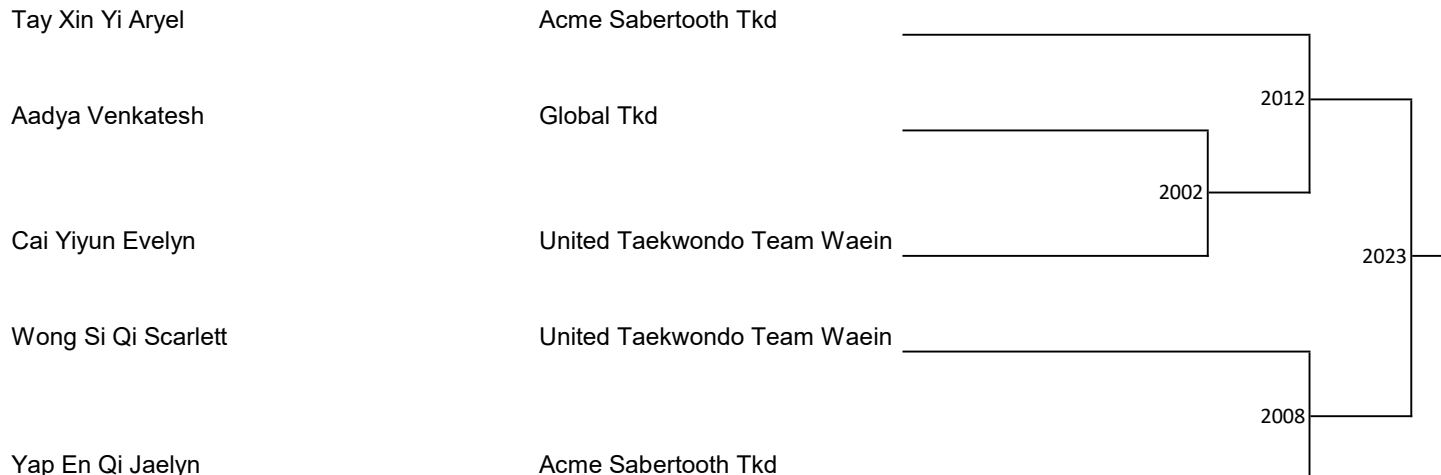 Tay Xin Yi Aryel Acme Sabertooth Tkd
2012
Aadya Venkatesh Global Tkd
2002
Cai Yiyun Evelyn United Taekwondo Team Waein
2023
Wong Si Qi Scarlett United Taekwondo Team Waein
2008
Yap En Qi Jaelyn Acme Sabertooth Tkd